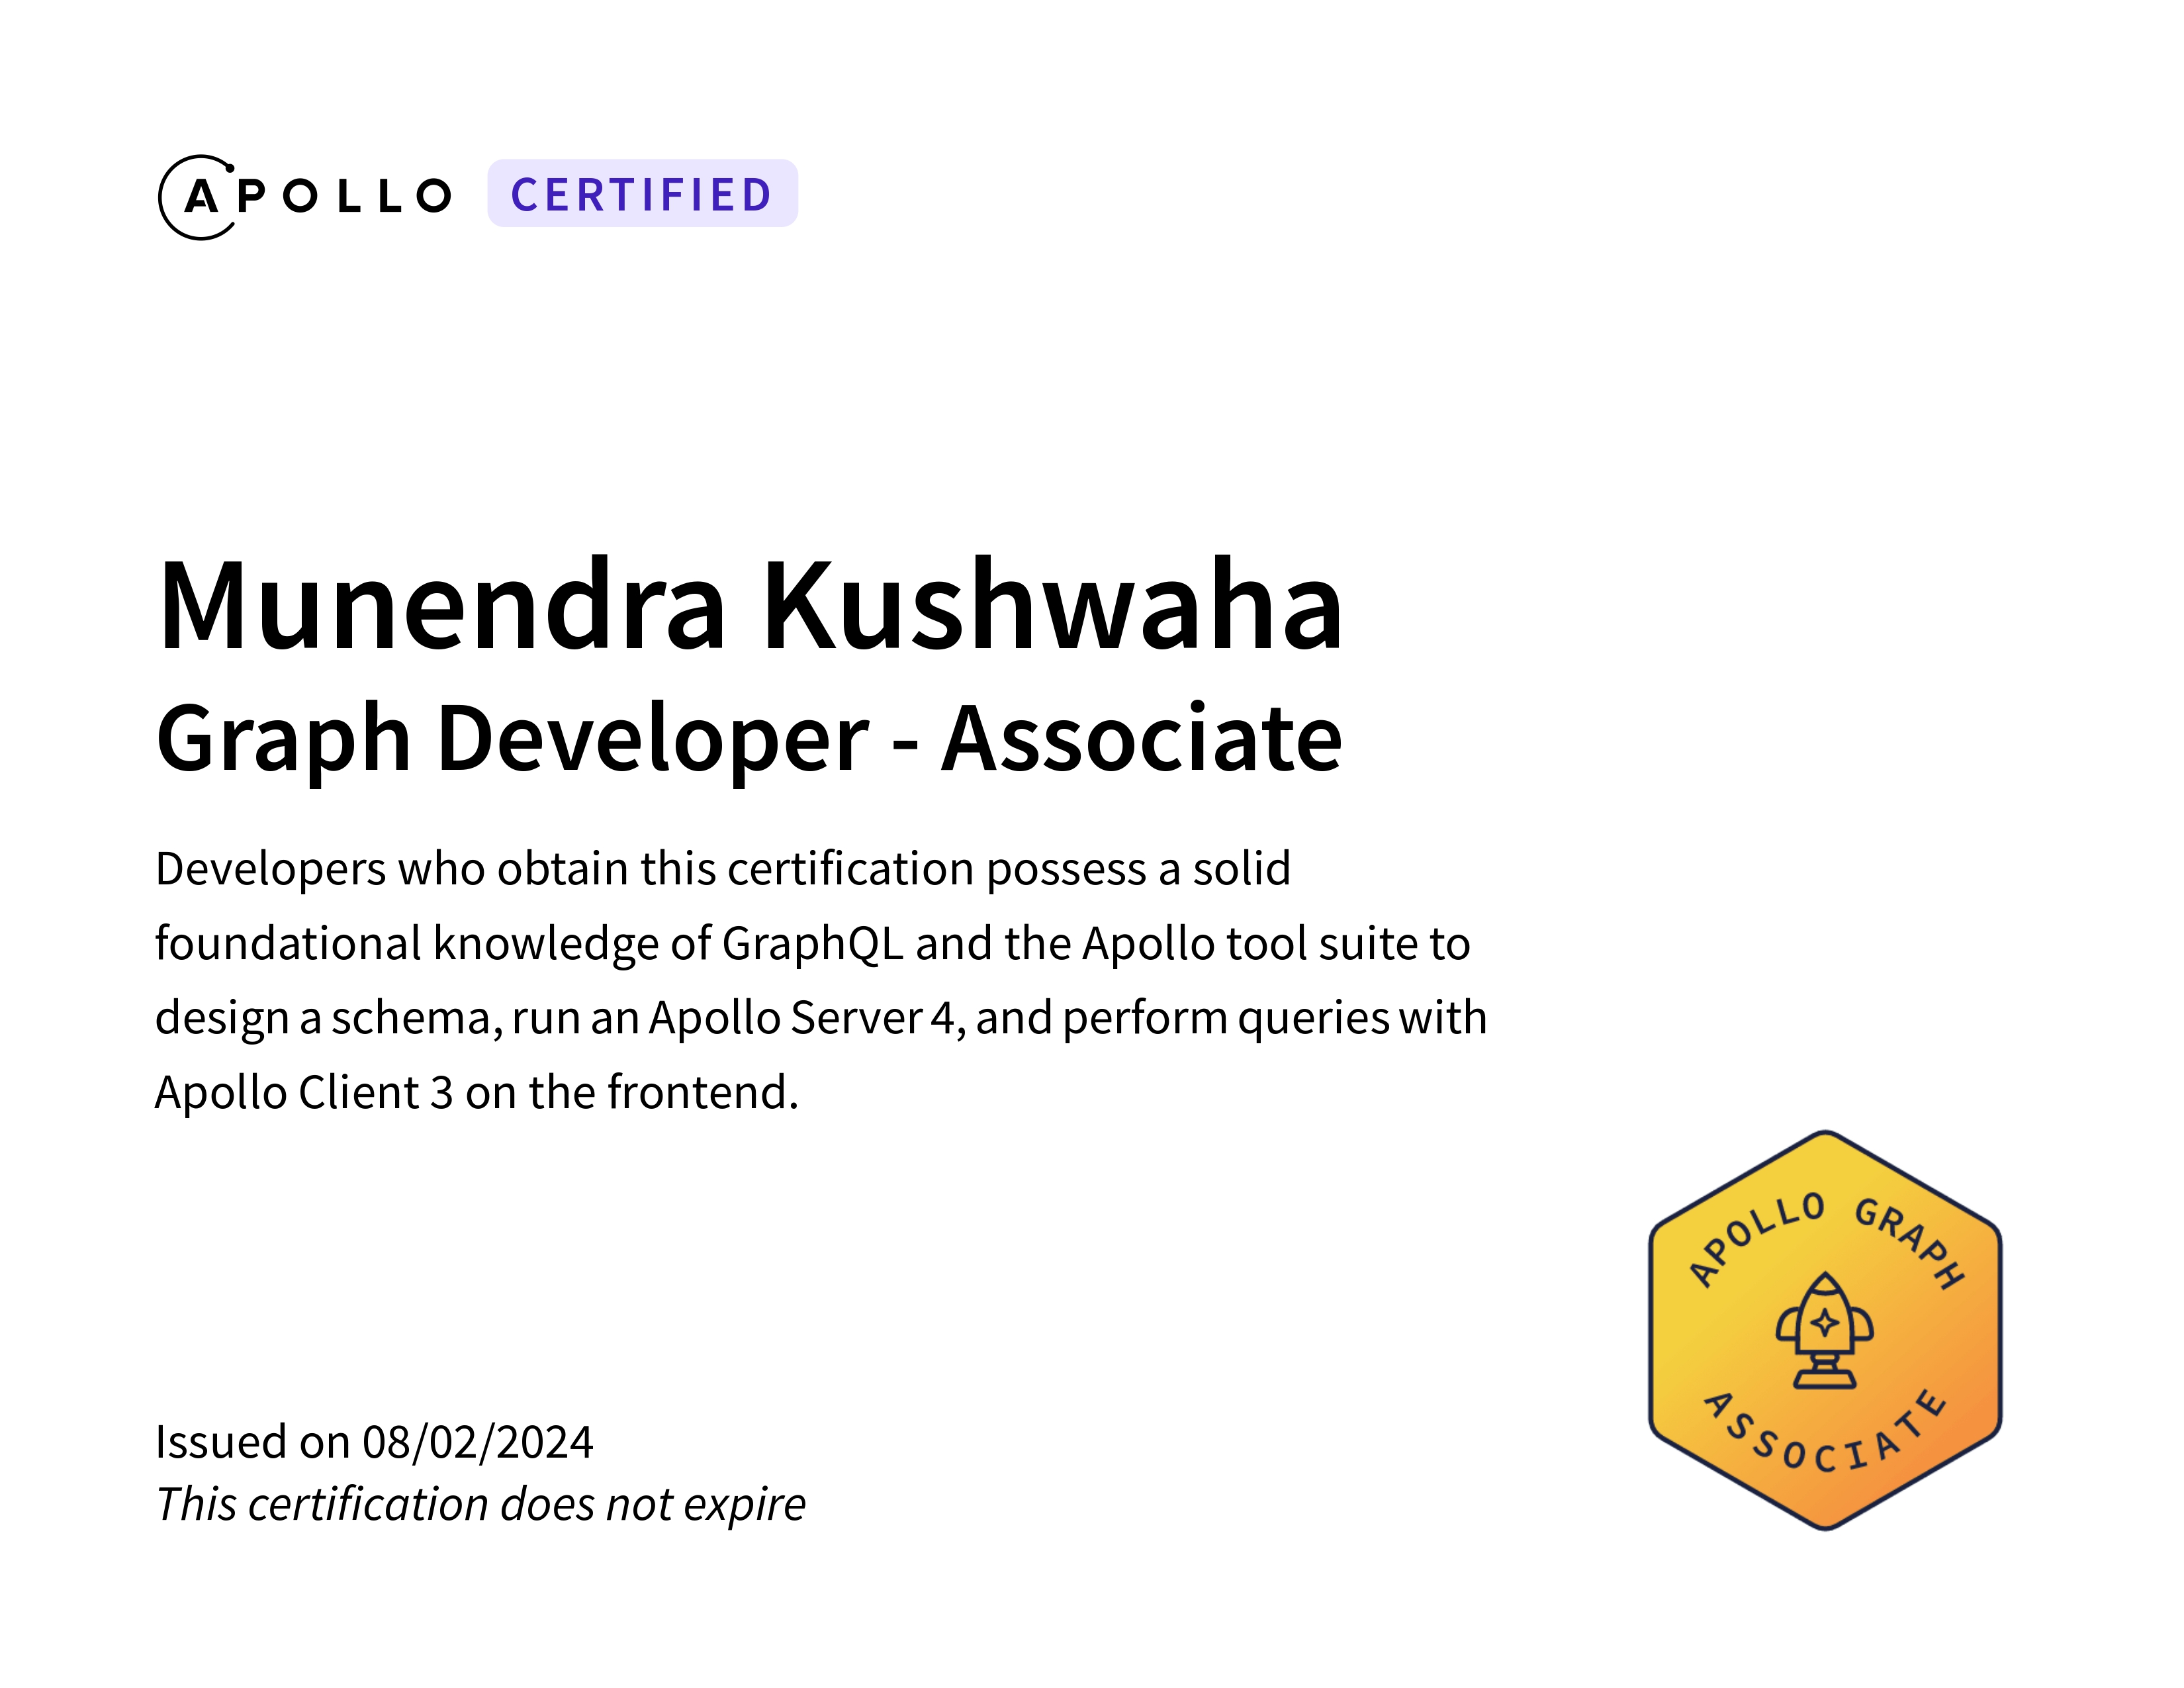 APOLLO CERTIFIED
Munendra Kushwaha
Graph Developer - Associate
Developers who obtain this certification possess a solid
foundational knowledge of GraphQL and the Apollo tool suite to
design a schema, run an Apollo Server 4, and perform queries with
Apollo Client 3 on the frontend.
APOLLO GRAPH
ASSOCIATE
Issued on 08/02/2024
This certification does not expire